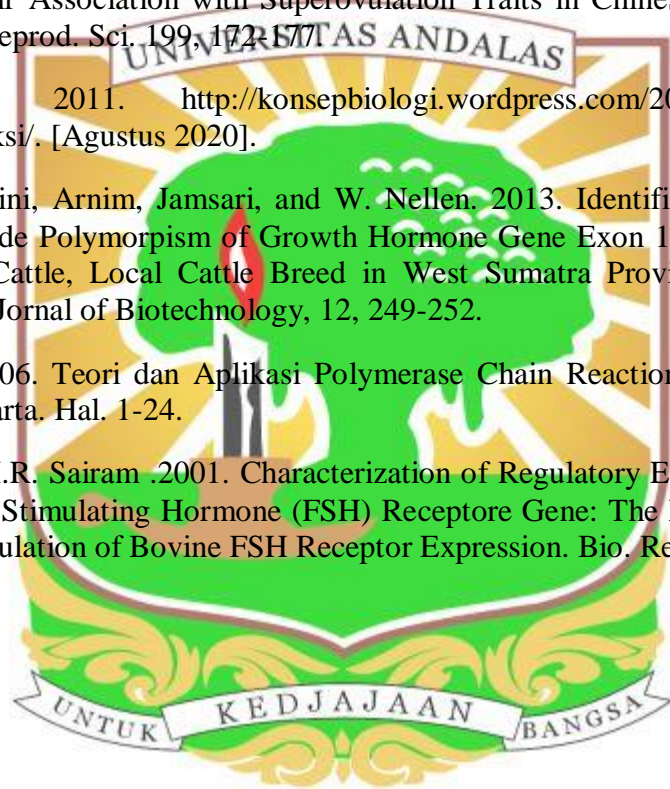 ir Association with Superovulation Traits in Chines
eprod. Sci. 199, 172-177.
UNIVERSITAS ANDALAS
2011. http://konsepbiologi.wordpress.com/20
ksi/. [Agustus 2020].
ini, Arnim, Jamsari, and W. Nellen. 2013. Identifi
de Polymorpism of Growth Hormone Gene Exon 1
Cattle, Local Cattle Breed in West Sumatra Provi
Jornal of Biotechnology, 12, 249-252.
06. Teori dan Aplikasi Polymerase Chain Reaction
arta. Hal. 1-24.
.R. Sairam .2001. Characterization of Regulatory E
Stimulating Hormone (FSH) Receptore Gene: The
ulation of Bovine FSH Receptor Expression. Bio. Re
UNTUK KEDJAJAAN BANGSA